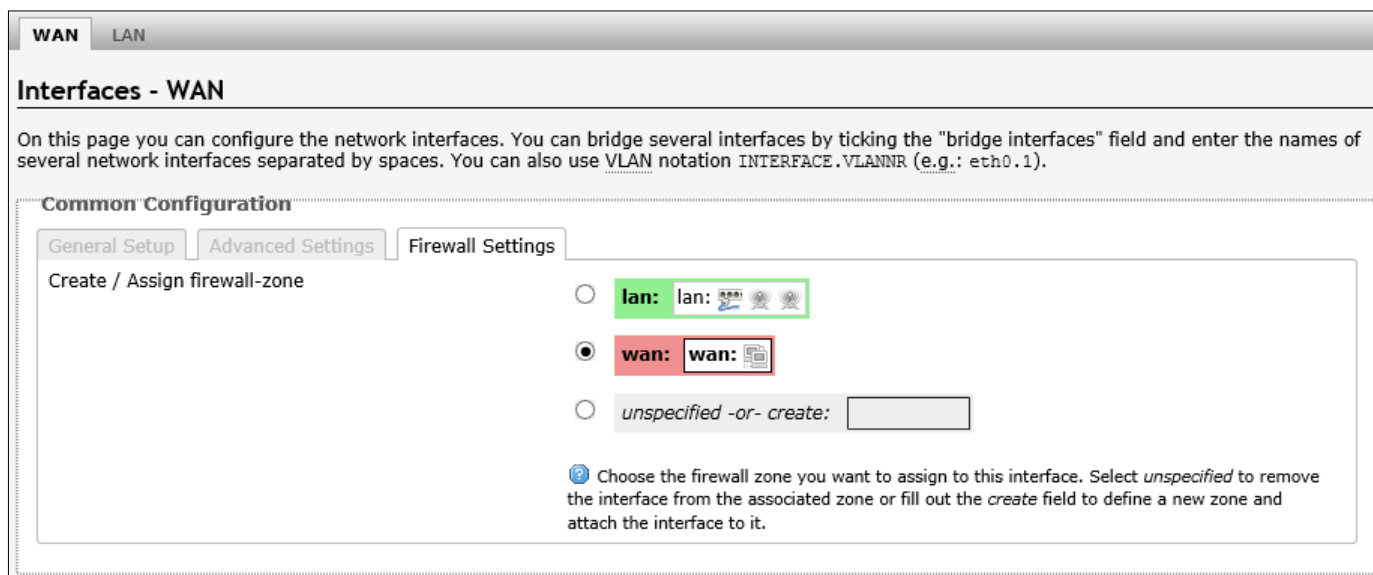 WAN LAN
Interfaces - WAN
On this page you can configure the network interfaces. You can bridge several interfaces by ticking the "bridge interfaces" field and enter the names of
several network interfaces separated by spaces. You can also use VLAN notation INTERFACE.VLANNR (e.g.: eth0.1).
Common Configuration
General Setup Advanced Settings Firewall Settings
Create / Assign firewall-zone
lan: lan:
wan: wan:
unspecified -or- create:
Choose the firewall zone you want to assign to this interface. Select unspecified to remove
the interface from the associated zone or fill out the create field to define a new zone and
attach the interface to it.